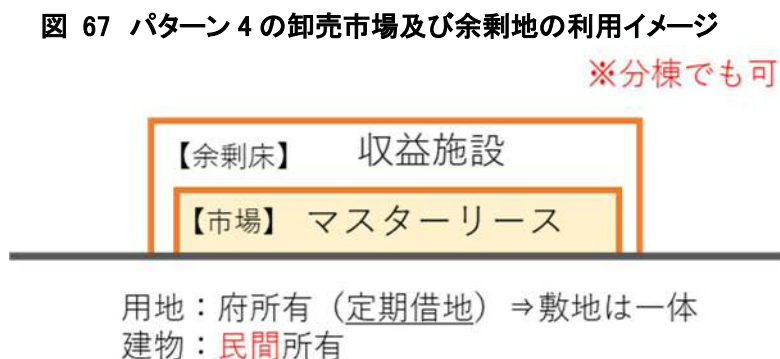 図 67 パターン 4 の卸売市場及び余剰地の利用イメージ
※分棟でも可
【余剰床】 収益施設
【市場】 マスターリース
用地：府所有（定期借地）⇒敷地は一体
建物：民間所有